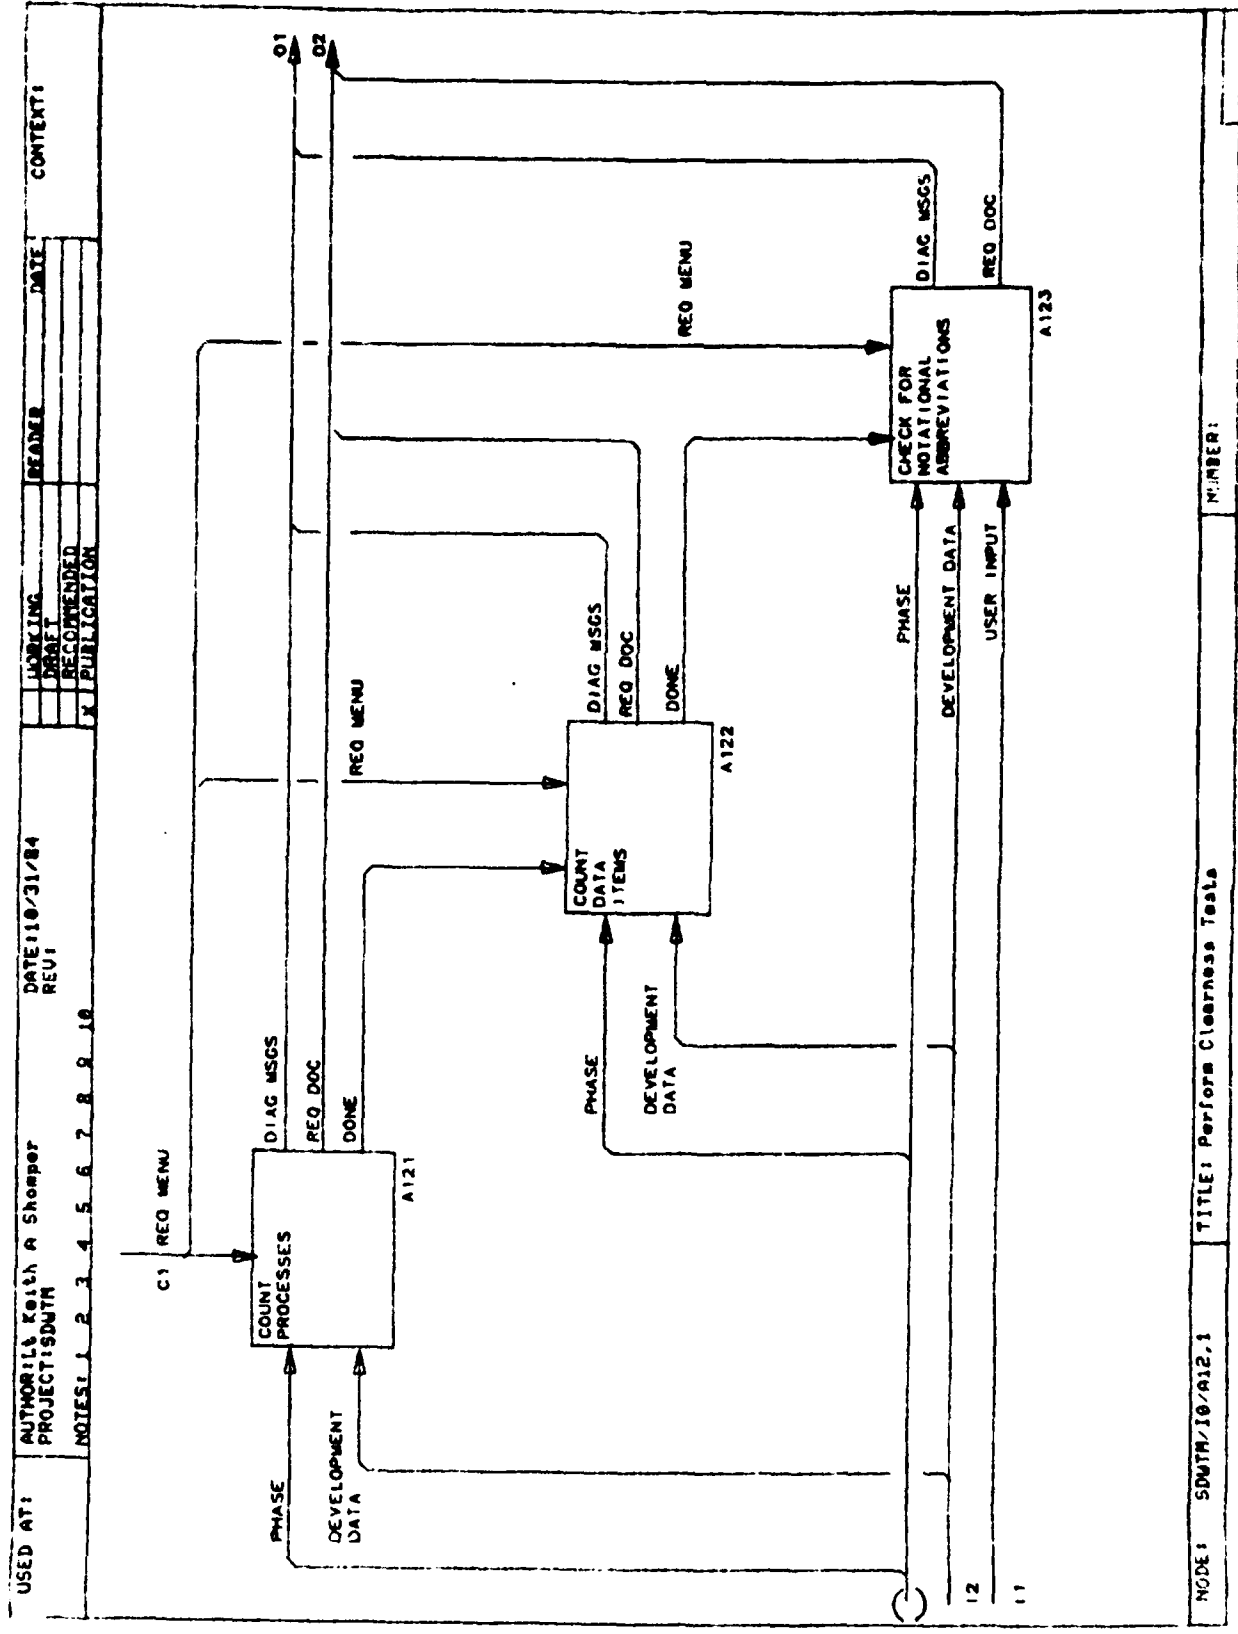 USED AT:
AUTHOR:Lt Keith A Shomper
PROJECT:SDWTM
NOTES: 1 2 3 4 5 6 7 8 9 10
DATE:10/31/84
REV:
WORKING
DRAFT
RECOMMENDED
X PUBLICATION
READER
DATE
CONTEXT:
C1 REQ MENU
COUNT
PROCESSES
A121
PHASE
DEVELOPMENT
DATA
DIAG MSGS
REQ DOC
DONE
O1
O2
REQ MENU
COUNT
DATA
ITEMS
A122
PHASE
DEVELOPMENT
DATA
DIAG MSGS
REQ DOC
DONE
REQ MENU
CHECK FOR
NOTATIONAL
ABBREVIATIONS
A123
PHASE
DEVELOPMENT DATA
USER INPUT
DIAG MSGS
REQ DOC
I2
I1
NODE: SDWTM/I0/A12.1
TITLE: Perform Clearness Tests
NUMBER: